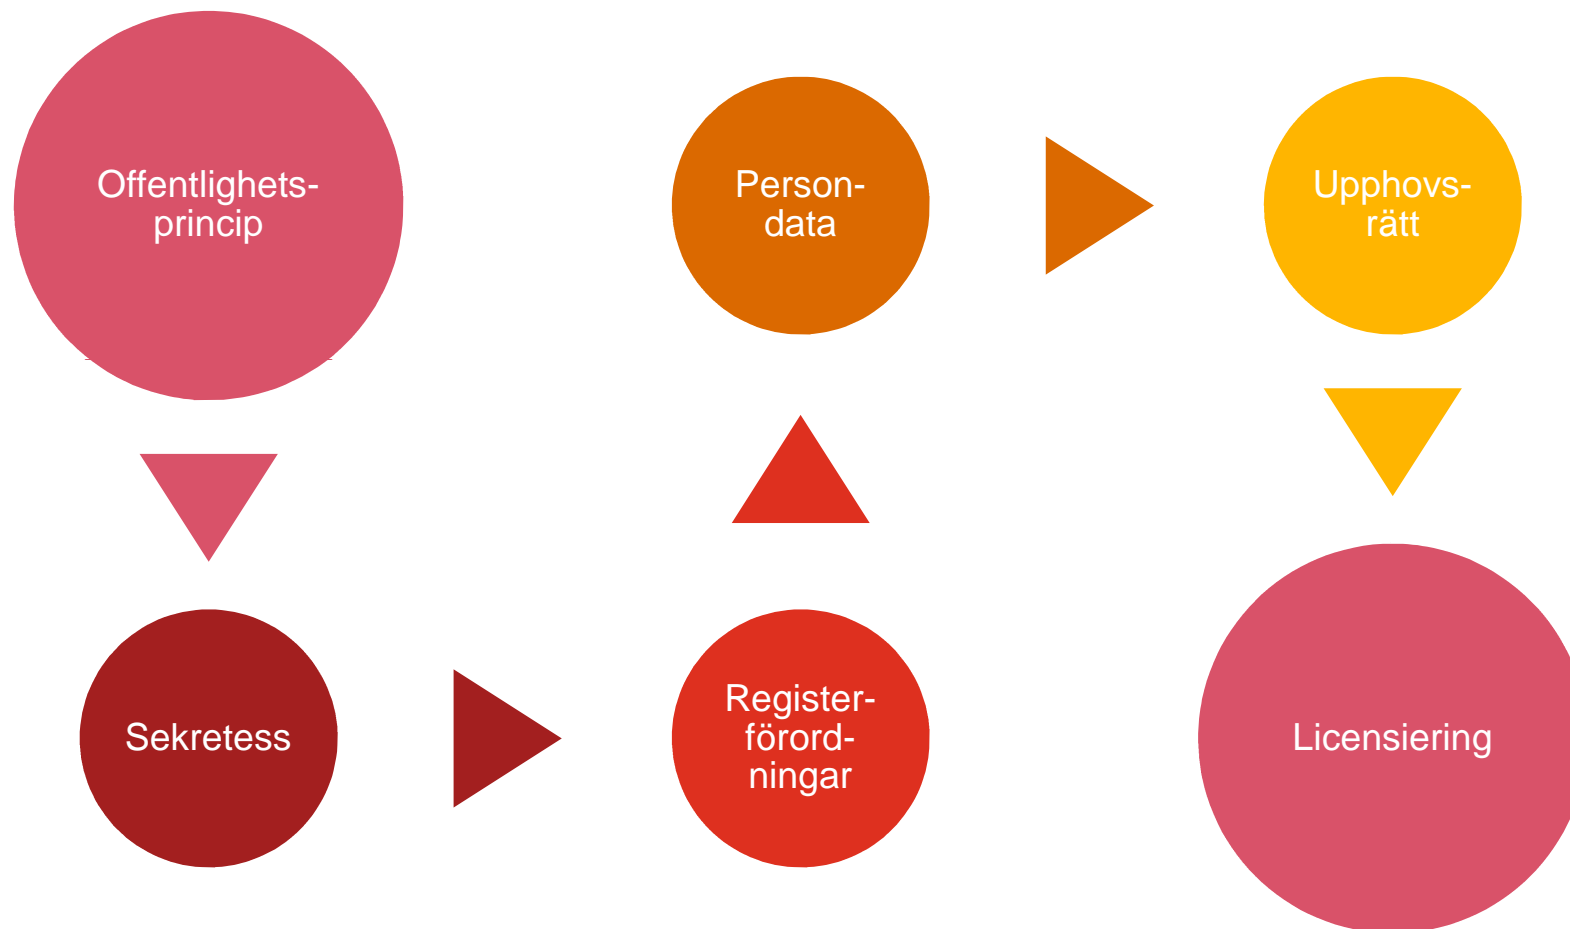 Offentlighets-
princip
Sekretess
Register-
förord-
ningar
Person-
data
Upphovs-
rätt
Licensiering